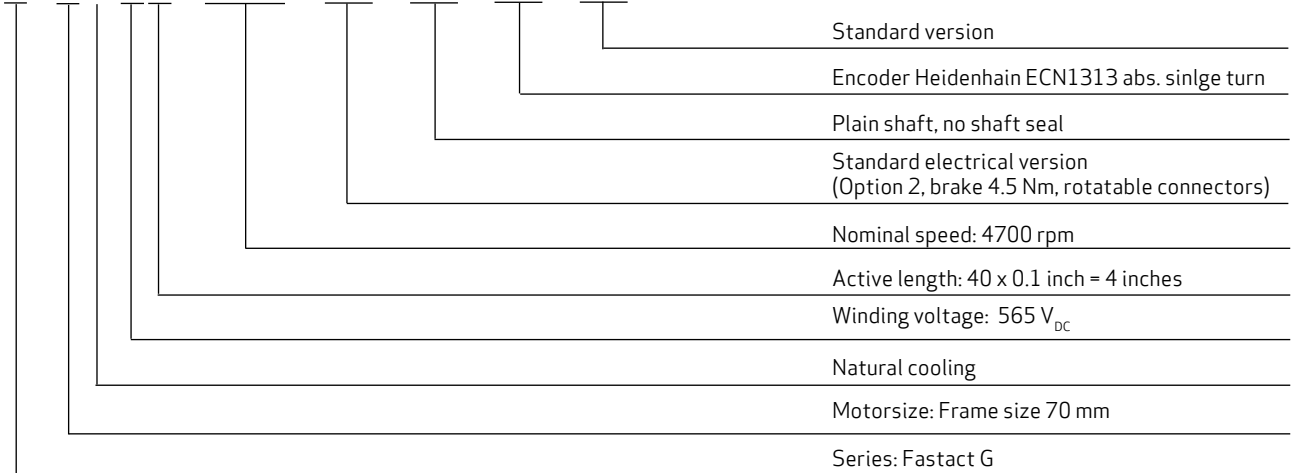 Standard version
Encoder Heidenhain ECN1313 abs. sinlge turn
Plain shaft, no shaft seal
Standard electrical version
(Option 2, brake 4.5 Nm, rotatable connectors)
Nominal speed: 4700 rpm
Active length: 40 x 0.1 inch = 4 inches
Winding voltage: 565 V_DC
Natural cooling
Motorsize: Frame size 70 mm
Series: Fastact G